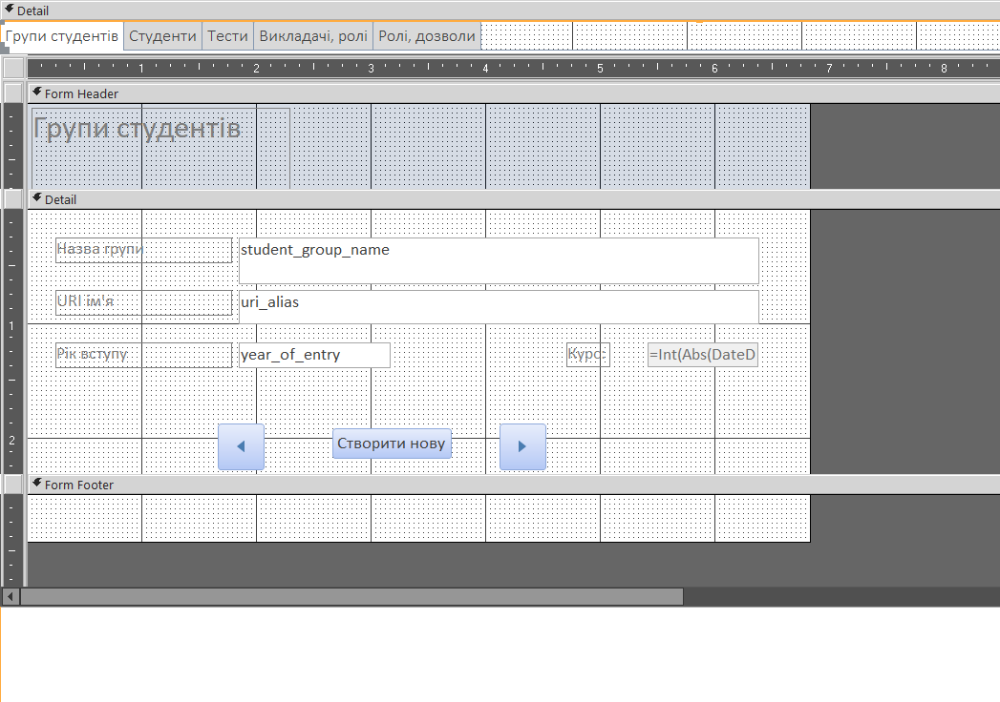 Detail
Групи студентів Студенти Тести Викладачі, ролі Ролі, дозволи
1 2 3 4 5 6 7 8
Form Header
Групи студентів
Detail
Назва групи student_group_name
URI ім'я uri_alias
1
Рік вступу year_of_entry Курс: =Int(Abs(DateD
2
Створити нову
Form Footer